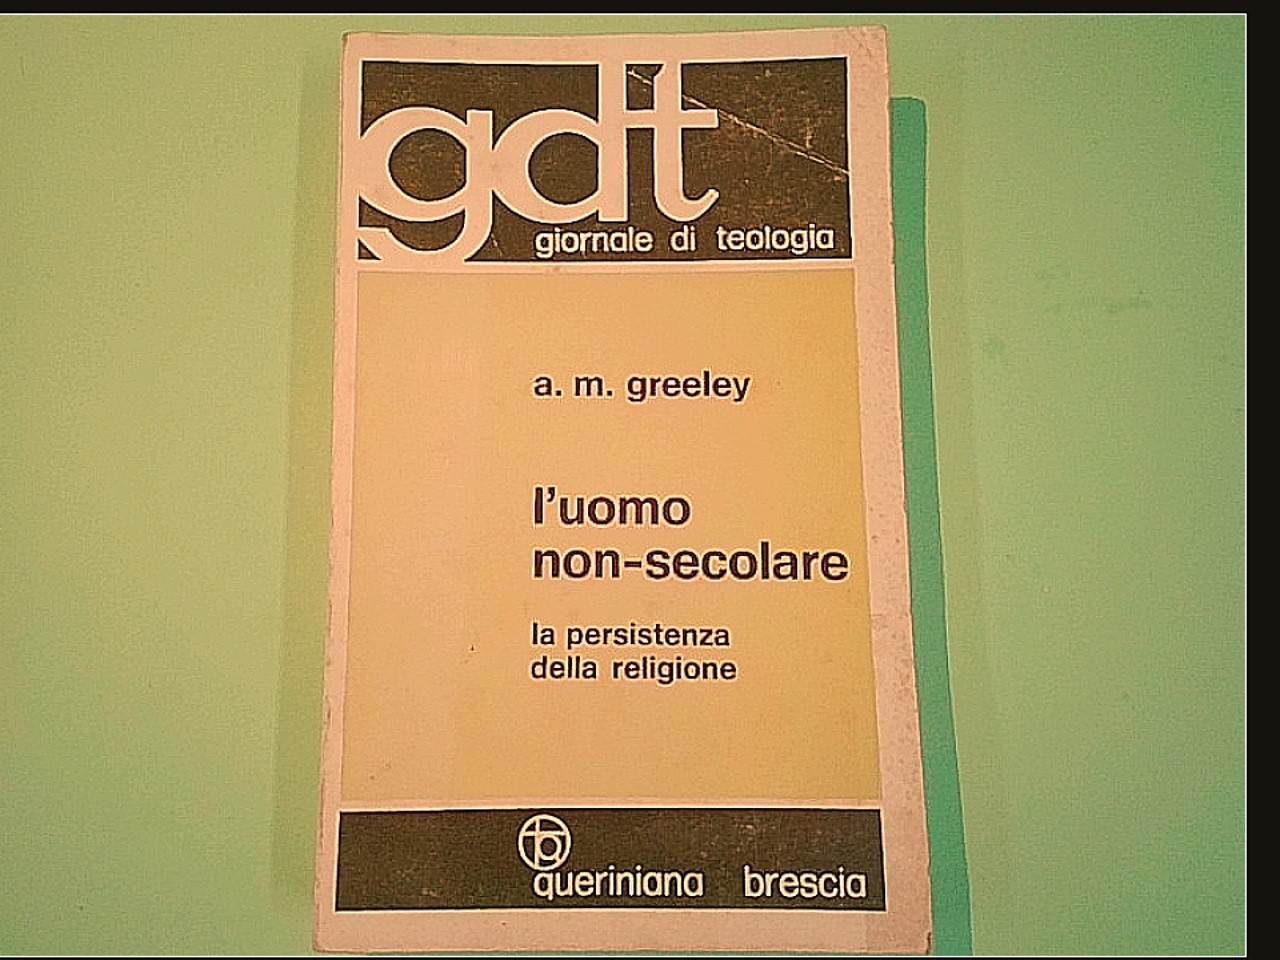 gdt
giornale di teologia
a. m. greeley
l'uomo
non-secolare
la persistenza
della religione
queriniana brescia